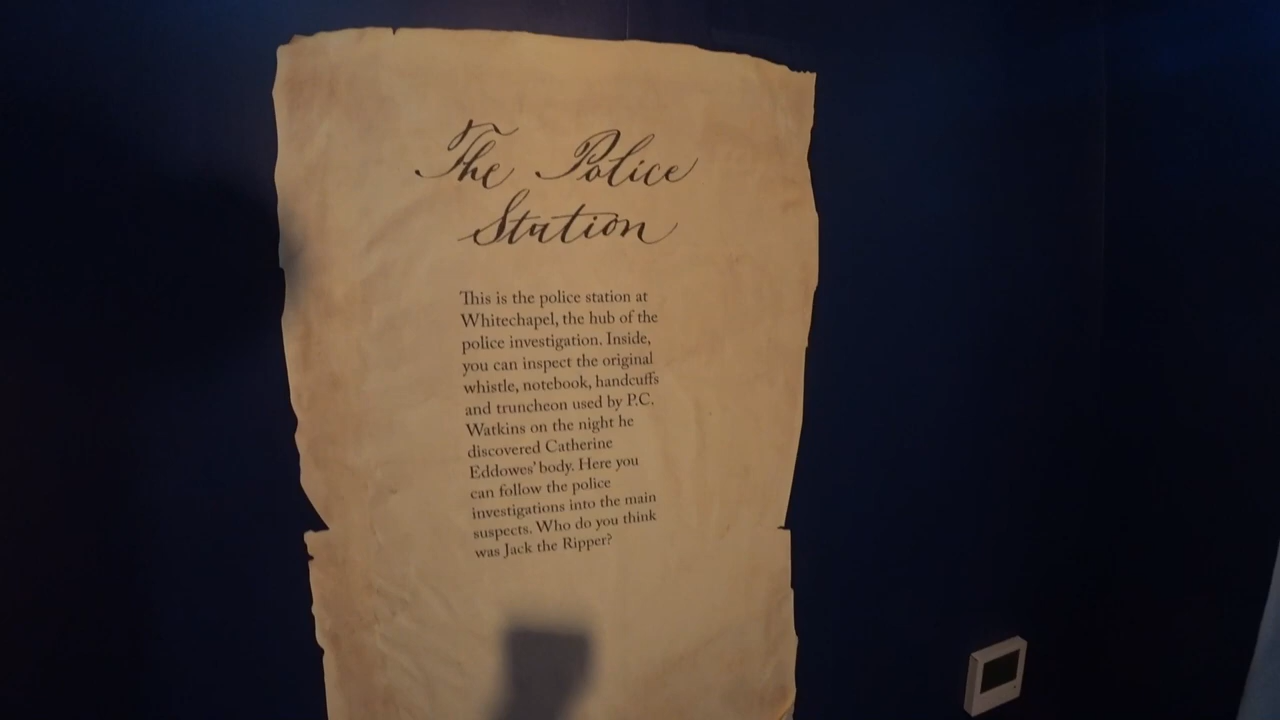 The Police
Station
This is the police station at
Whitechapel, the hub of the
police investigation. Inside,
you can inspect the original
whistle, notebook, handcuffs
and truncheon used by P.C.
Watkins on the night he
discovered Catherine
Eddowes' body. Here you
can follow the police
investigations into the main
suspects. Who do you think
was Jack the Ripper?